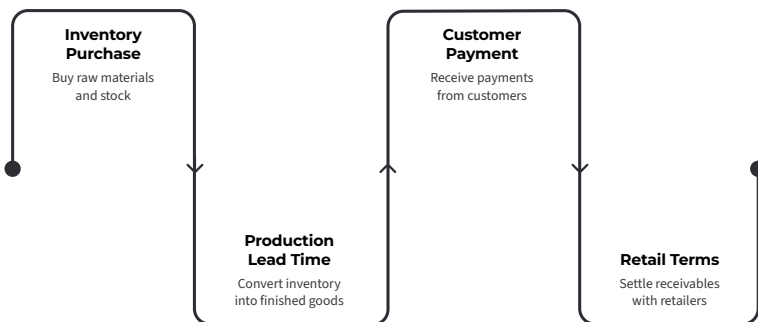 Inventory
Purchase
Buy raw materials
and stock
Production
Lead Time
Convert inventory
into finished goods
Customer
Payment
Receive payments
from customers
Retail Terms
Settle receivables
with retailers